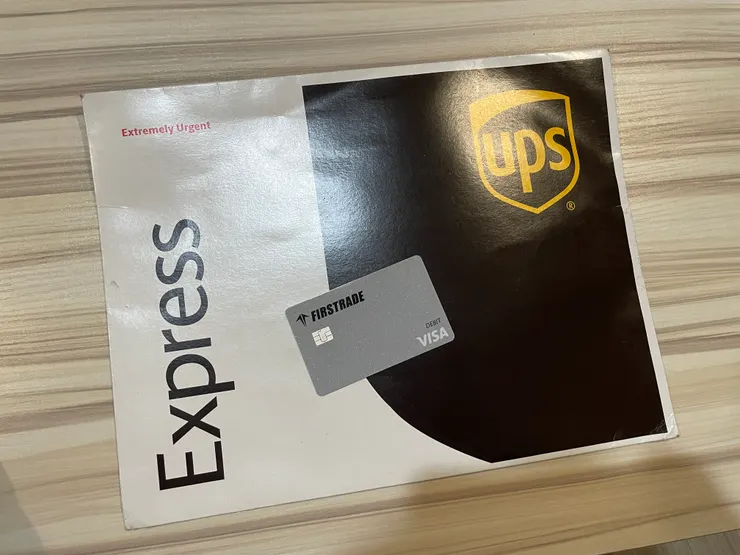 Extremely Urgent
Express
ups
®
FIRSTRADE
DEBIT
VISA